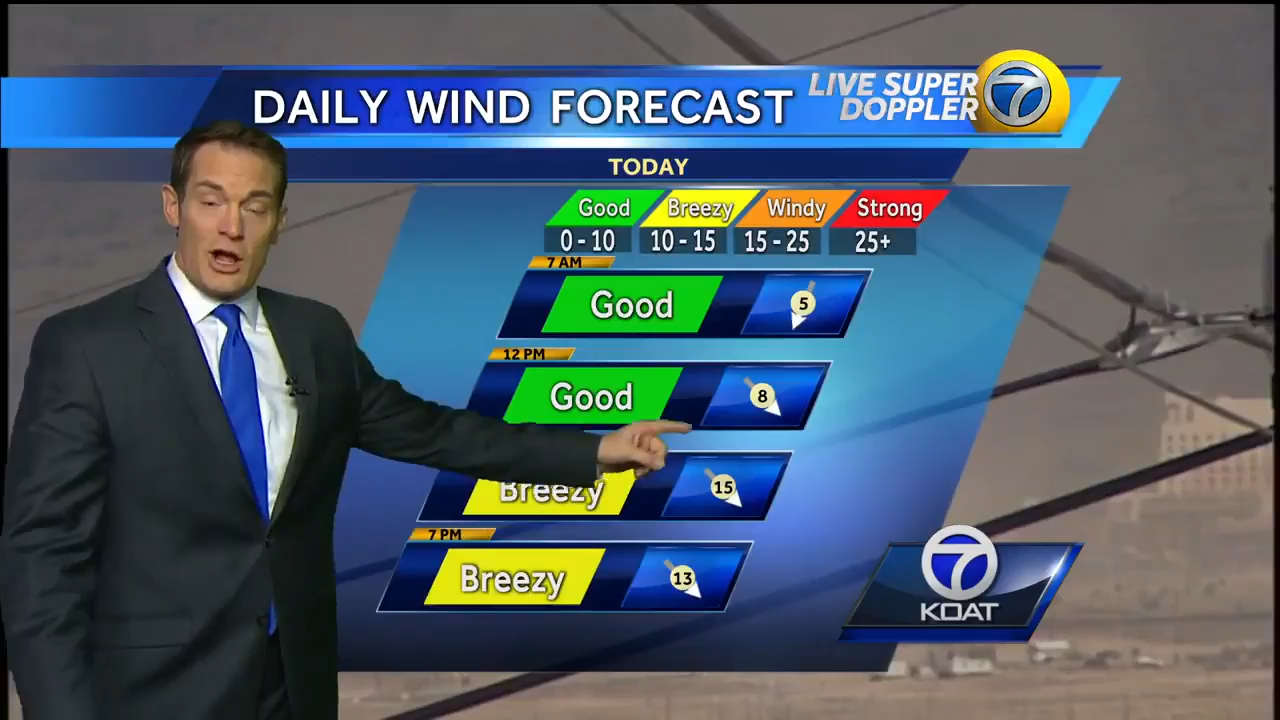 DAILY WIND FORECAST
LIVE SUPER
DOPPLER 7
TODAY
Good Breezy Windy Strong
0 - 10 10 - 15 15 - 25 25+
7 AM
Good 5
12 PM
Good 8
Breezy 15
7 PM
Breezy 13
7
KOAT